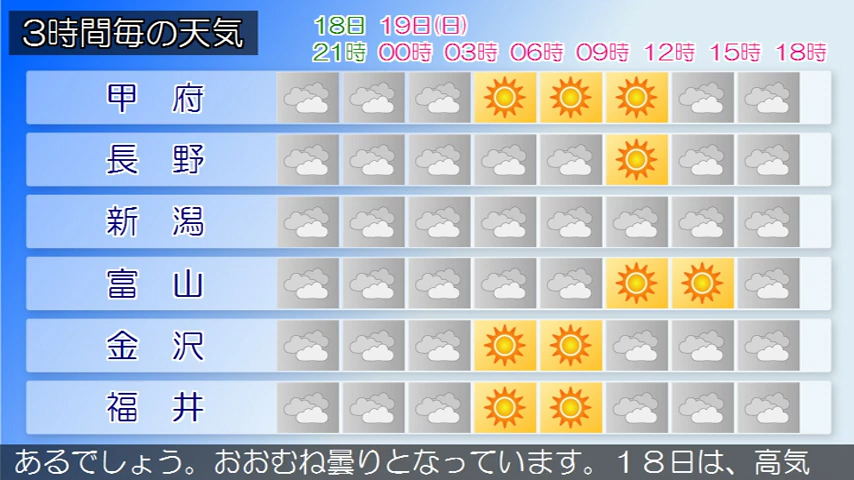 3時間毎の天気
18日 19日(日)
21時 00時 03時 06時 09時 12時 15時 18時
甲 府
長 野
新 潟
富 山
金 沢
福 井
あるでしょう。おおむね曇りとなっています。１８日は、高気